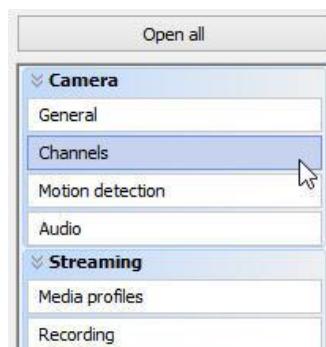 Open all
Camera
General
Channels
Motion detection
Audio
Streaming
Media profiles
Recording